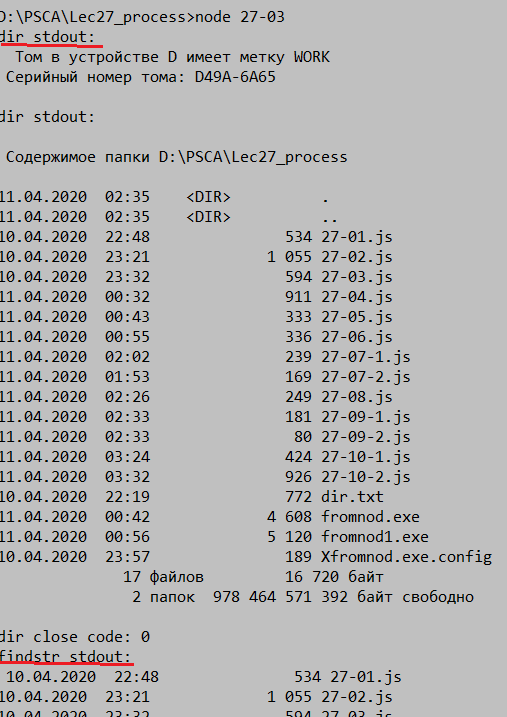 D:\PSCA\Lec27_process>node 27-03
dir stdout:
Том в устройстве D имеет метку WORK
Серийный номер тома: D49A-6A65
dir stdout:
Содержимое папки D:\PSCA\Lec27_process
11.04.2020 02:35 <DIR> .
11.04.2020 02:35 <DIR> ..
10.04.2020 22:48 534 27-01.js
10.04.2020 23:21 1 055 27-02.js
10.04.2020 23:32 594 27-03.js
11.04.2020 00:32 911 27-04.js
11.04.2020 00:43 333 27-05.js
11.04.2020 00:55 336 27-06.js
11.04.2020 02:02 239 27-07-1.js
11.04.2020 01:53 169 27-07-2.js
11.04.2020 02:26 249 27-08.js
11.04.2020 02:33 181 27-09-1.js
11.04.2020 02:33 80 27-09-2.js
11.04.2020 03:24 424 27-10-1.js
11.04.2020 03:32 926 27-10-2.js
10.04.2020 22:19 772 dir.txt
11.04.2020 00:42 4 608 fromnod.exe
11.04.2020 00:56 5 120 fromnod1.exe
10.04.2020 23:57 189 Xfromnod.exe.config
17 файлов 16 720 байт
2 папок 978 464 571 392 байт свободно
dir close code: 0
findstr stdout:
10.04.2020 22:48 534 27-01.js
10.04.2020 23:21 1 055 27-02.js
10.04.2020 23:32 594 27-03.js